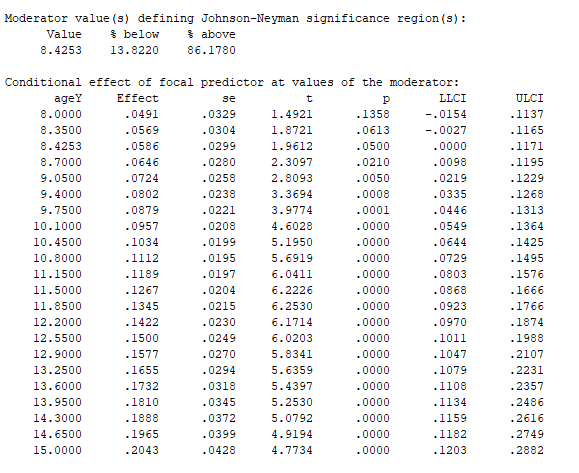 Moderator value(s) defining Johnson-Neyman significance region(s):
Value % below % above
8.4253 13.8220 86.1780
Conditional effect of focal predictor at values of the moderator:
ageY Effect se t p LLCI ULCI
8.0000 .0491 .0329 1.4921 .1358 -.0154 .1137
8.3500 .0569 .0304 1.8721 .0613 -.0027 .1165
8.4253 .0586 .0299 1.9612 .0500 .0000 .1171
8.7000 .0646 .0280 2.3097 .0210 .0098 .1195
9.0500 .0724 .0258 2.8093 .0050 .0219 .1229
9.4000 .0802 .0238 3.3694 .0008 .0335 .1268
9.7500 .0879 .0221 3.9774 .0001 .0446 .1313
10.1000 .0957 .0208 4.6028 .0000 .0549 .1364
10.4500 .1034 .0199 5.1950 .0000 .0644 .1425
10.8000 .1112 .0195 5.6919 .0000 .0729 .1495
11.1500 .1189 .0197 6.0411 .0000 .0803 .1576
11.5000 .1267 .0204 6.2226 .0000 .0868 .1666
11.8500 .1345 .0215 6.2530 .0000 .0923 .1766
12.2000 .1422 .0230 6.1714 .0000 .0970 .1874
12.5500 .1500 .0249 6.0203 .0000 .1011 .1988
12.9000 .1577 .0270 5.8341 .0000 .1047 .2107
13.2500 .1655 .0294 5.6359 .0000 .1079 .2231
13.6000 .1732 .0318 5.4397 .0000 .1108 .2357
13.9500 .1810 .0345 5.2530 .0000 .1134 .2486
14.3000 .1888 .0372 5.0792 .0000 .1159 .2616
14.6500 .1965 .0399 4.9194 .0000 .1182 .2749
15.0000 .2043 .0428 4.7734 .0000 .1203 .2882